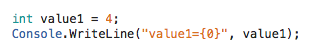 int value1 = 4;
Console.WriteLine("value1={0}", value1);